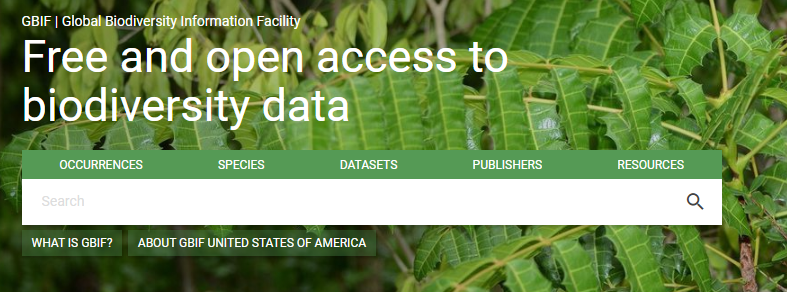 GBIF | Global Biodiversity Information Facility
Free and open access to
biodiversity data
OCCURRENCES SPECIES DATASETS PUBLISHERS RESOURCES
Search
WHAT IS GBIF? ABOUT GBIF UNITED STATES OF AMERICA